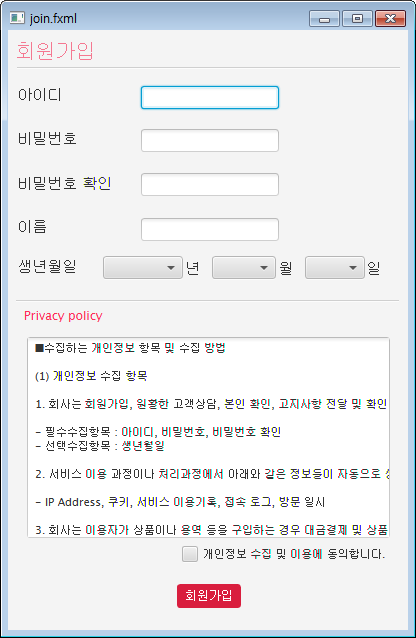 join.fxml
회원가입
아이디
비밀번호
비밀번호 확인
이름
생년월일 년 월 일
Privacy policy
■수집하는 개인정보 항목 및 수집 방법
(1) 개인정보 수집 항목
1. 회사는 회원가입, 원활한 고객상담, 본인 확인, 고지사항 전달 및 확인
- 필수수집항목 : 아이디, 비밀번호, 비밀번호 확인
- 선택수집항목 : 생년월일
2. 서비스 이용 과정이나 처리과정에서 아래와 같은 정보들이 자동으로
- IP Address, 쿠키, 서비스 이용기록, 접속 로그, 방문 일시
3. 회사는 이용자가 상품이나 용역 등을 구입하는 경우 대금결제 및 상품
개인정보 수집 및 이용에 동의합니다.
회원가입